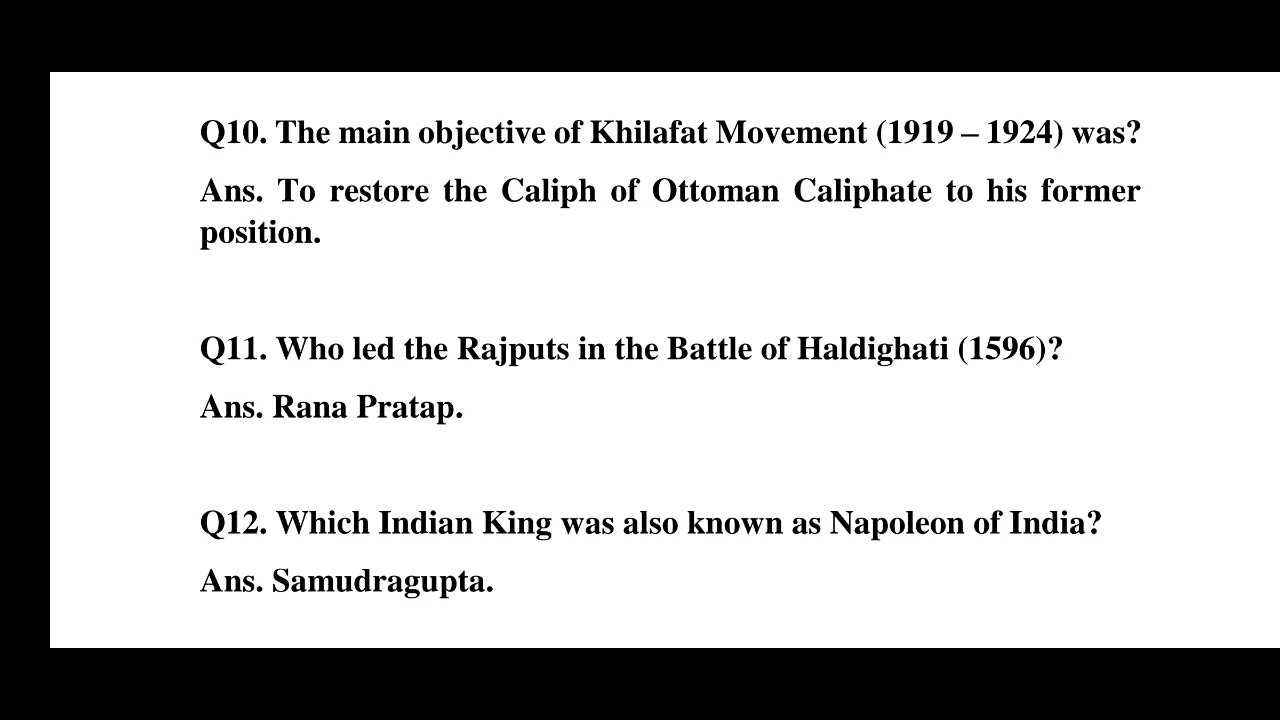 Q10. The main objective of Khilafat Movement (1919 – 1924) was?
Ans. To restore the Caliph of Ottoman Caliphate to his former
position.
Q11. Who led the Rajputs in the Battle of Haldighati (1596)?
Ans. Rana Pratap.
Q12. Which Indian King was also known as Napoleon of India?
Ans. Samudragupta.